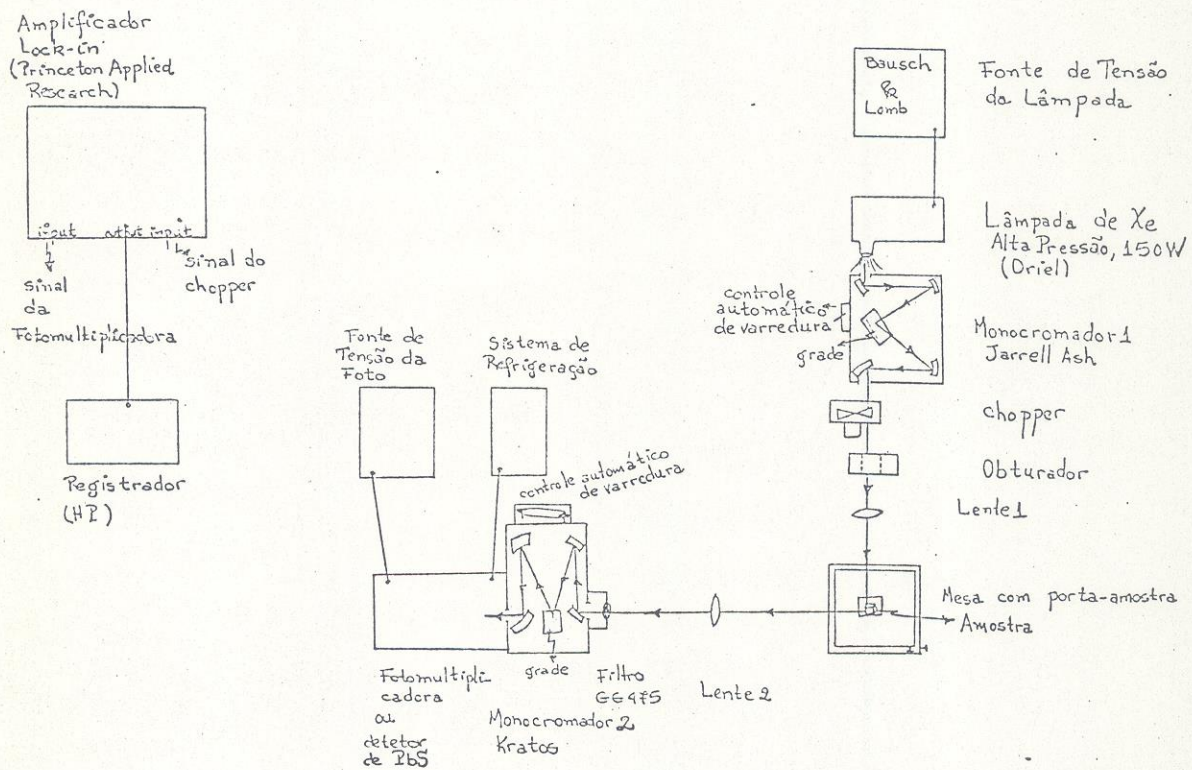 Amplificador
Lock-in
(Princeton Applied
Research)
input output input
sinal do
chopper
sinal
da
Fotomultiplicadora
Registrador
(HP)
Bausch
&
Lomb
Fonte de Tensão
da Lâmpada
Lâmpada de Xe
Alta Pressão, 150W
(Oriel)
controle
automático
de varredura
grade
Monocromador 1
Jarrell Ash
Chopper
Obturador
Lente 1
Mesa com porta-amostra
Amostra
Fonte de
Tensão da
Foto
Sistema de
Refrigeração
controle automático
de varredura
grade
Fotomultipli-
cadora
ou
detetor
de PbS
Monocromador 2
Kratos
Filtro
GG475
Lente 2